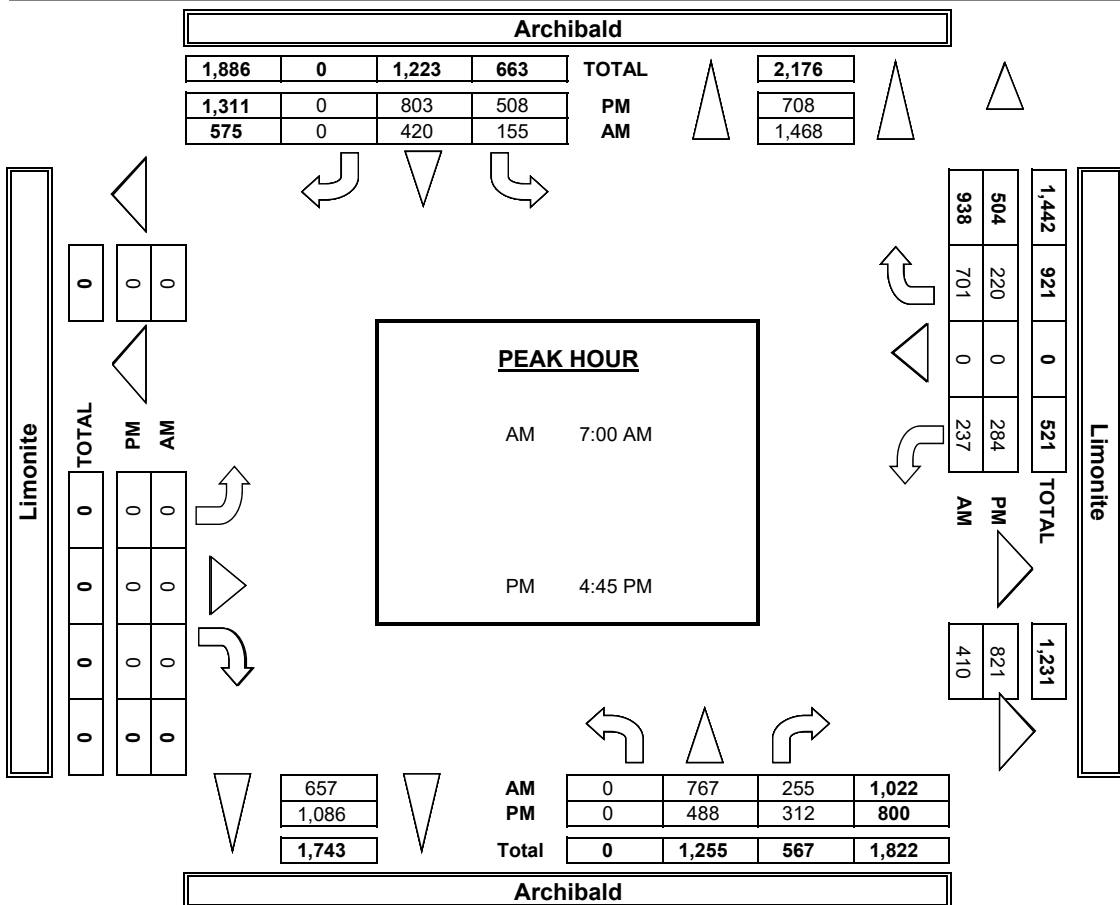 Archibald
1,886 0 1,223 663 TOTAL 2,176
1,311 0 803 508 PM 708
575 0 420 155 AM 1,468
Limonite
0 0 0
TOTAL PM AM
0 0 0
0 0 0
0 0 0
0 0 0
PEAK HOUR
AM 7:00 AM
PM 4:45 PM
1,442 921 0 521 TOTAL 1,231
504 220 0 284 PM 821
938 701 0 237 AM 410
Limonite
657 AM 0 767 255 1,022
1,086 PM 0 488 312 800
1,743 Total 0 1,255 567 1,822
Archibald